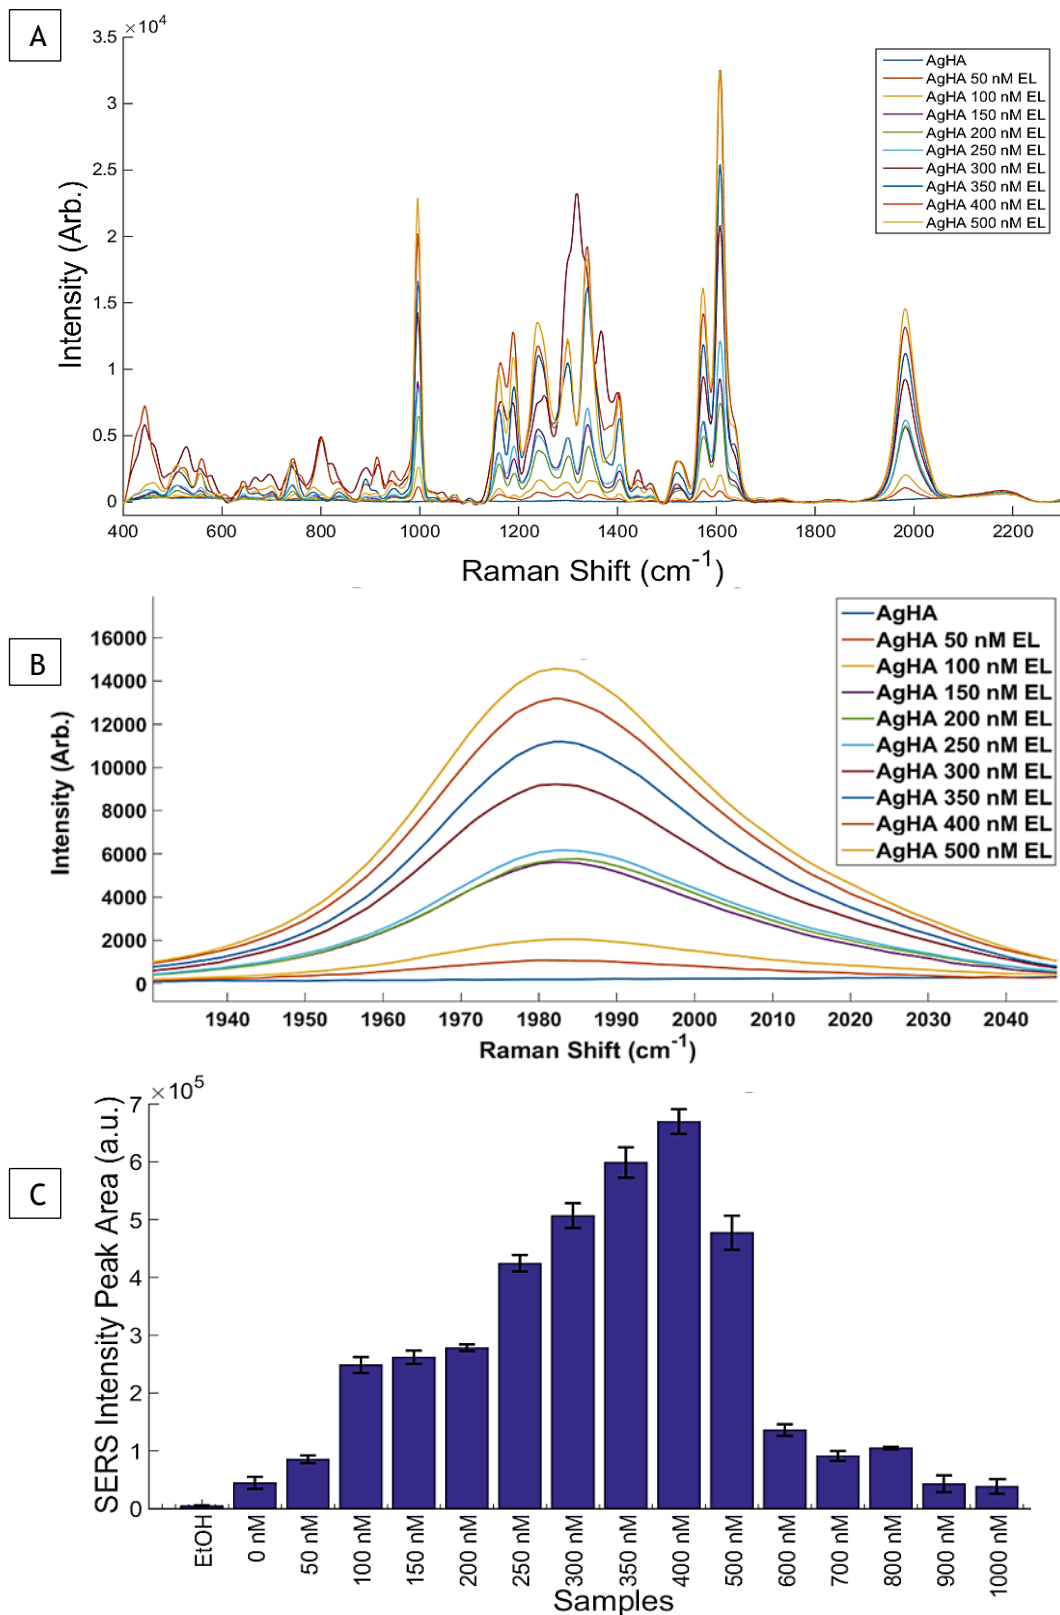 A
×10^4
3.5
3
2.5
2
1.5
1
0.5
0
Intensity (Arb.)
400 600 800 1000 1200 1400 1600 1800 2000 2200
Raman Shift (cm^-1)
AgHA
AgHA 50 nM EL
AgHA 100 nM EL
AgHA 150 nM EL
AgHA 200 nM EL
AgHA 250 nM EL
AgHA 300 nM EL
AgHA 350 nM EL
AgHA 400 nM EL
AgHA 500 nM EL
B
16000
14000
12000
10000
8000
6000
4000
2000
0
Intensity (Arb.)
1940 1950 1960 1970 1980 1990 2000 2010 2020 2030 2040
Raman Shift (cm^-1)
AgHA
AgHA 50 nM EL
AgHA 100 nM EL
AgHA 150 nM EL
AgHA 200 nM EL
AgHA 250 nM EL
AgHA 300 nM EL
AgHA 350 nM EL
AgHA 400 nM EL
AgHA 500 nM EL
C
×10^5
7
6
5
4
3
2
1
0
SERS Intensity Peak Area (a.u.)
EtOH
0 nM
50 nM
100 nM
150 nM
200 nM
250 nM
300 nM
350 nM
400 nM
500 nM
600 nM
700 nM
800 nM
900 nM
1000 nM
Samples